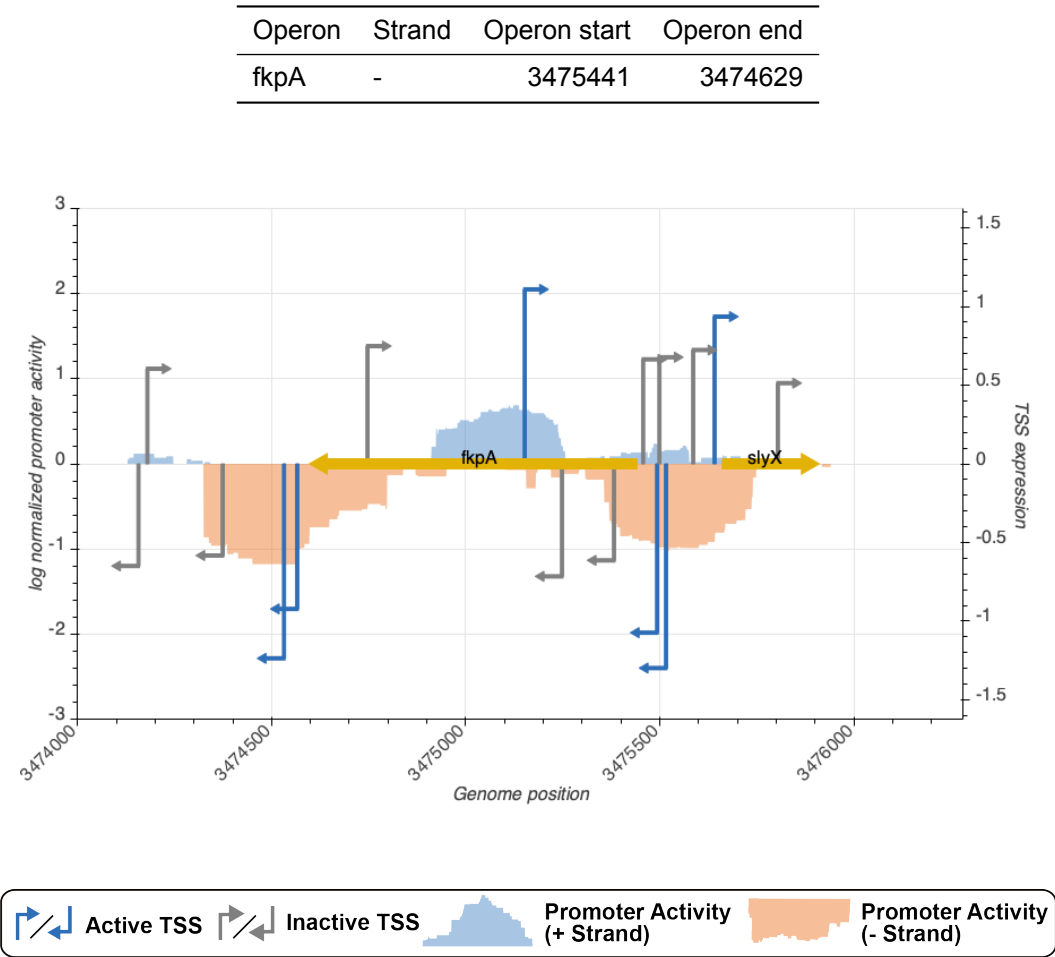 Operon Strand Operon start Operon end
fkpA - 3475441 3474629
3
2
1
0
-1
-2
-3
log normalized promoter activity
1.5
1
0.5
0
-0.5
-1
-1.5
TSS expression
fkpA
slyX
3474000
3474500
3475000
3475500
3476000
Genome position
Active TSS
Inactive TSS
Promoter Activity
(+ Strand)
Promoter Activity
(- Strand)